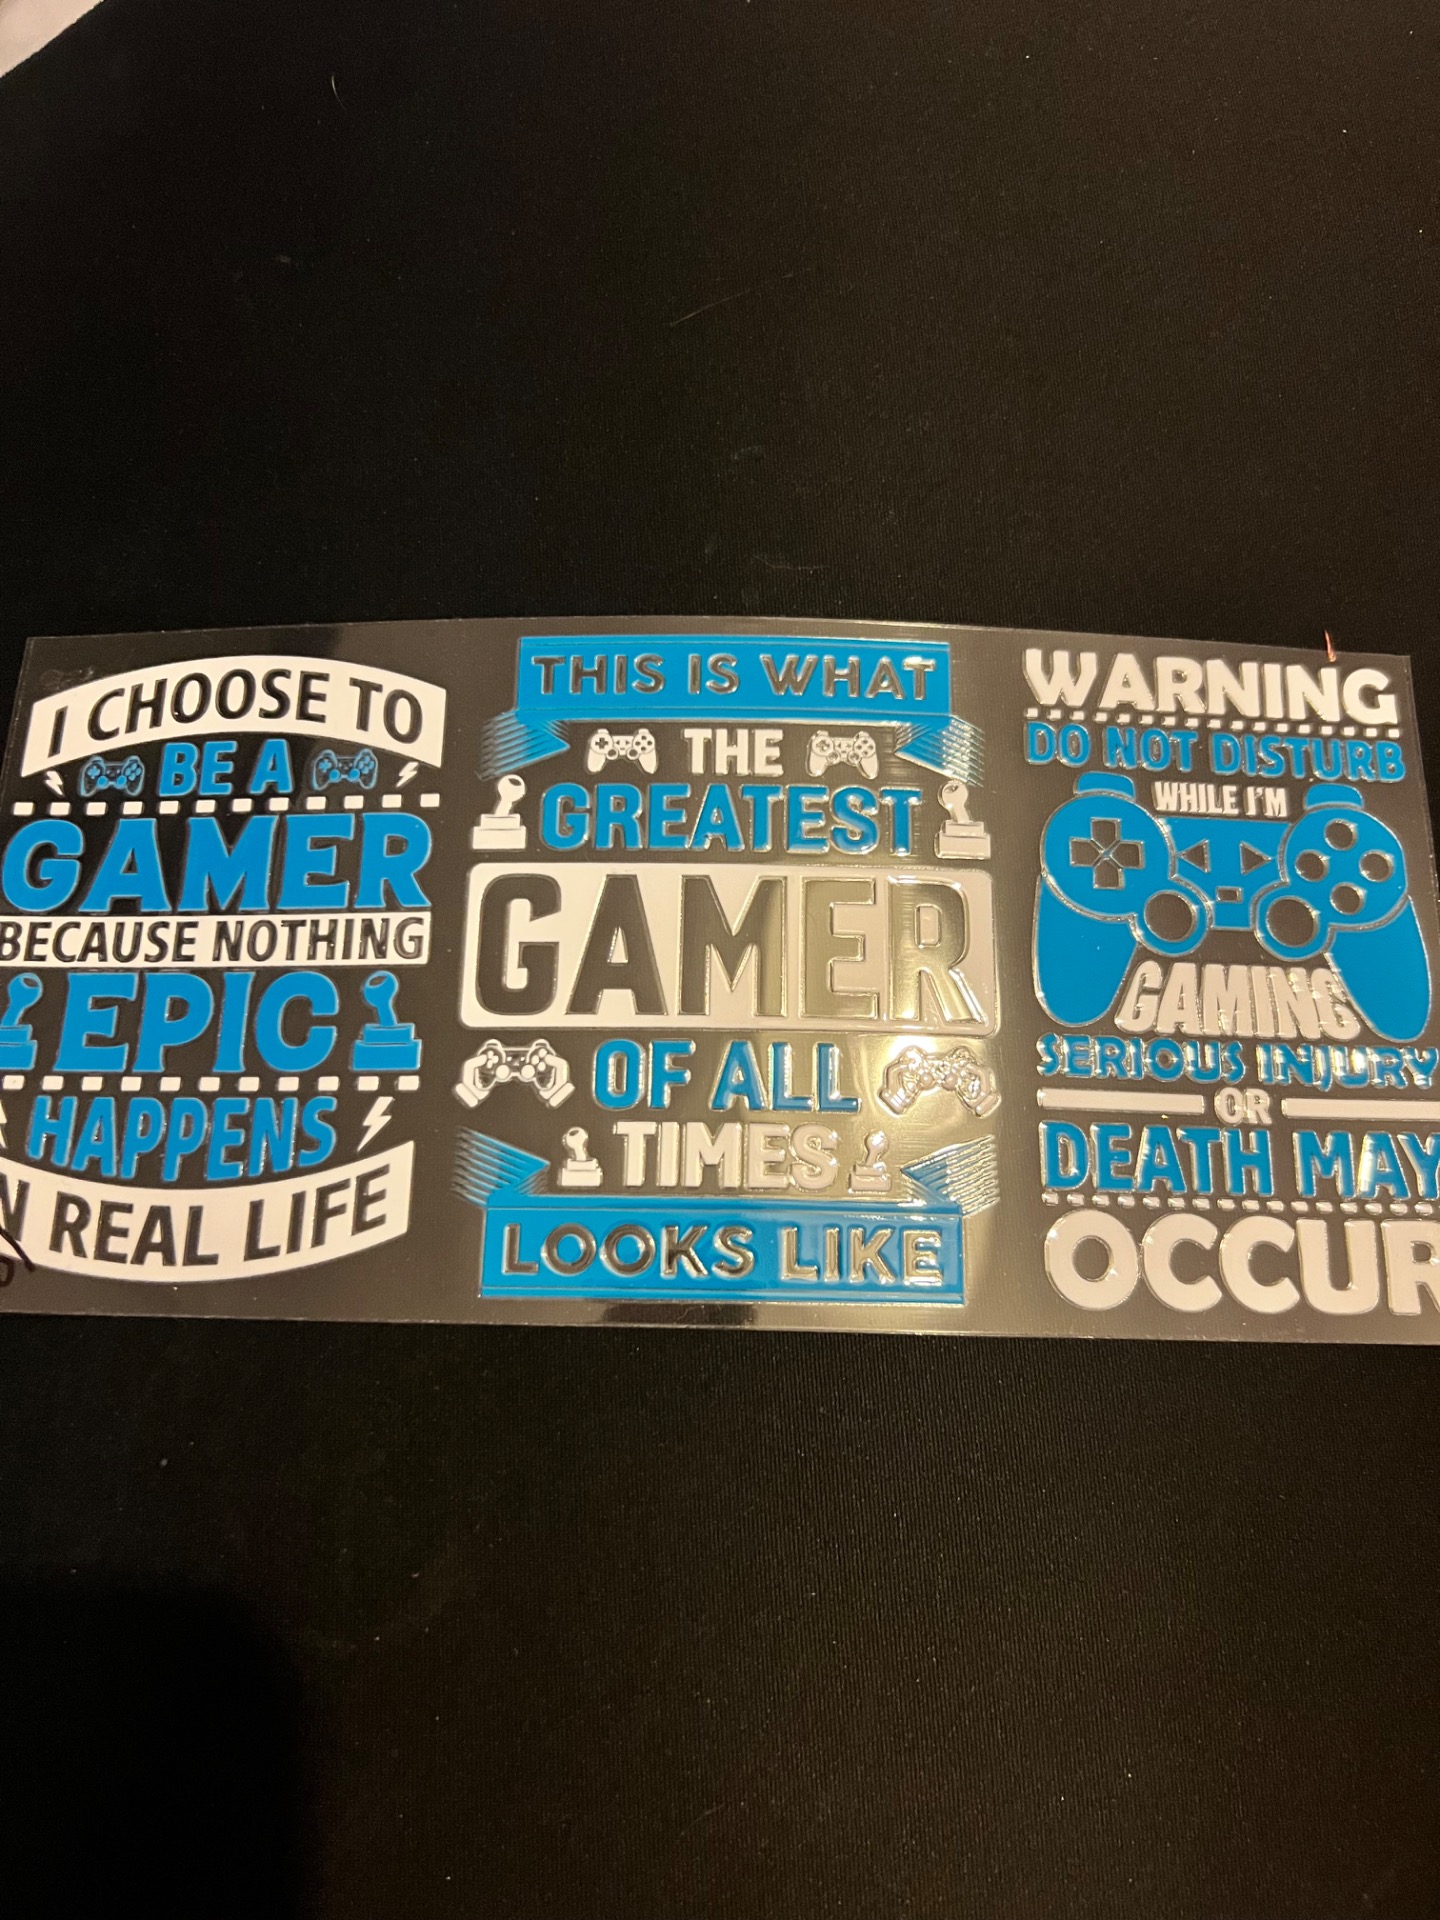 I CHOOSE TO
BE A
GAMER
BECAUSE NOTHING
EPIC
HAPPENS
N REAL LIFE
THIS IS WHAT
THE
GREATEST
GAMER
OF ALL
TIMES
LOOKS LIKE
WARNING
DO NOT DISTURB
WHILE I'M
GAMING
SERIOUS INJURY
OR
DEATH MAY
OCCUR